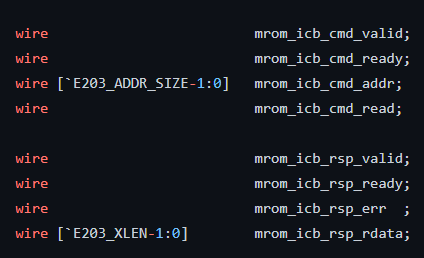 wire                         mrom_icb_cmd_valid;
wire                         mrom_icb_cmd_ready;
wire [`E203_ADDR_SIZE-1:0]   mrom_icb_cmd_addr;
wire                         mrom_icb_cmd_read;

wire                         mrom_icb_rsp_valid;
wire                         mrom_icb_rsp_ready;
wire                         mrom_icb_rsp_err  ;
wire [`E203_XLEN-1:0]        mrom_icb_rsp_rdata;